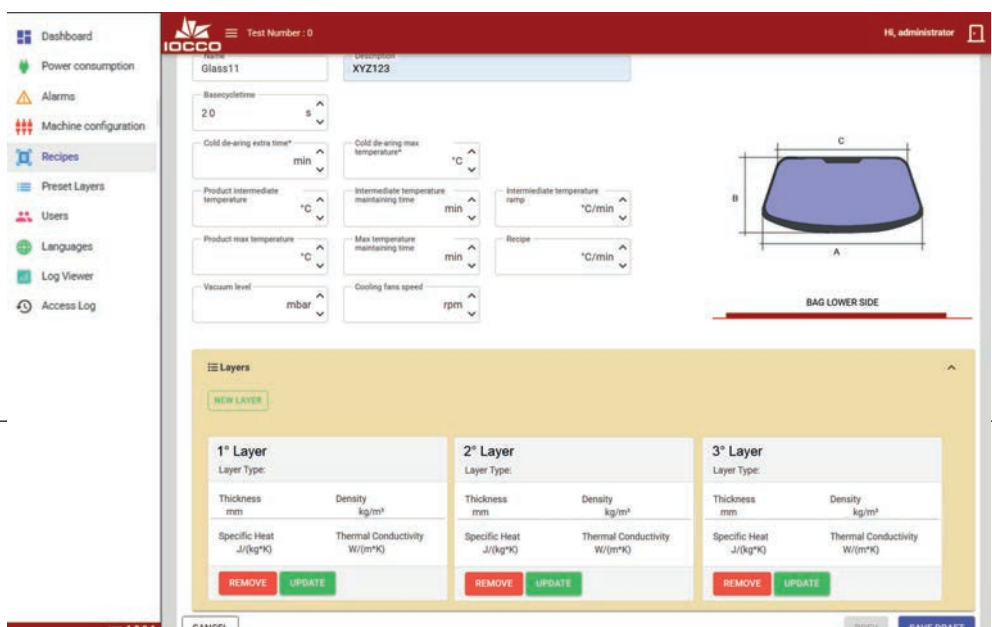 Dashboard
Power consumption
Alarms
Machine configuration
Recipes
Preset Layers
Users
Languages
Log Viewer
Access Log
IOCCO
Test Number : 0
Hi, administrator
Name
Description
Glass11
XYZ123
Basecycletime
20 s
Cold de-aring extra time*
min
Cold de-aring max
temperature*
°C
Product intermediate
temperature
°C
Intermediate temperature
maintaining time
min
Intermiediate temperature
ramp
°C/min
Product max temperature
°C
Max temperature
maintaining time
min
Recipe
°C/min
Vacuum level
mbar
Cooling fans speed
rpm
C
B
A
BAG LOWER SIDE
Layers
NEW LAYER
1° Layer
Layer Type:
Thickness
mm
Density
kg/m³
Specific Heat
J/(kg*K)
Thermal Conductivity
W/(m*K)
REMOVE UPDATE
2° Layer
Layer Type:
Thickness
mm
Density
kg/m³
Specific Heat
J/(kg*K)
Thermal Conductivity
W/(m*K)
REMOVE UPDATE
3° Layer
Layer Type:
Thickness
mm
Density
kg/m³
Specific Heat
J/(kg*K)
Thermal Conductivity
W/(m*K)
REMOVE UPDATE
CANCEL
PREV
SAVE DRAFT